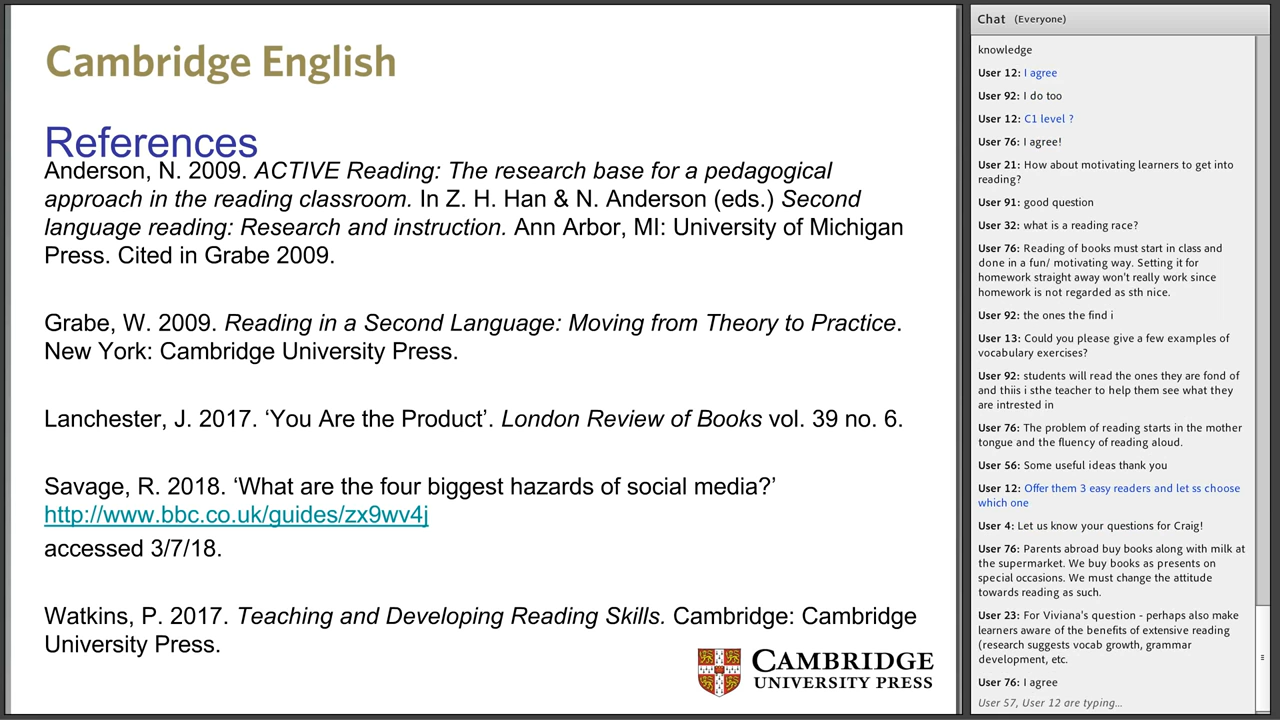 Cambridge English
References
Anderson, N. 2009. ACTIVE Reading: The research base for a pedagogical
approach in the reading classroom. In Z. H. Han & N. Anderson (eds.) Second
language reading: Research and instruction. Ann Arbor, MI: University of Michigan
Press. Cited in Grabe 2009.
Grabe, W. 2009. Reading in a Second Language: Moving from Theory to Practice.
New York: Cambridge University Press.
Lanchester, J. 2017. ‘You Are the Product’. London Review of Books vol. 39 no. 6.
Savage, R. 2018. ‘What are the four biggest hazards of social media?’
http://www.bbc.co.uk/guides/zx9wv4j
accessed 3/7/18.
Watkins, P. 2017. Teaching and Developing Reading Skills. Cambridge: Cambridge
University Press.
CAMBRIDGE
UNIVERSITY PRESS
Chat (Everyone)
knowledge
User 12: I agree
User 92: I do too
User 12: C1 level ?
User 76: I agree!
User 21: How about motivating learners to get into
reading?
User 91: good question
User 32: what is a reading race?
User 76: Reading of books must start in class and
done in a fun/ motivating way. Setting it for
homework straight away won't really work since
homework is not regarded as sth nice.
User 92: the ones the find i
User 13: Could you please give a few examples of
vocabulary exercises?
User 92: students will read the ones they are fond of
and thiis i sthe teacher to help them see what they
are intrested in
User 76: The problem of reading starts in the mother
tongue and the fluency of reading aloud.
User 56: Some useful ideas thank you
User 12: Offer them 3 easy readers and let ss choose
which one
User 4: Let us know your questions for Craig!
User 76: Parents abroad buy books along with milk at
the supermarket. We buy books as presents on
special occasions. We must change the attitude
towards reading as such.
User 23: For Viviana's question - perhaps also make
learners aware of the benefits of extensive reading
(research suggests vocab growth, grammar
development, etc.
User 76: I agree
User 57, User 12 are typing...